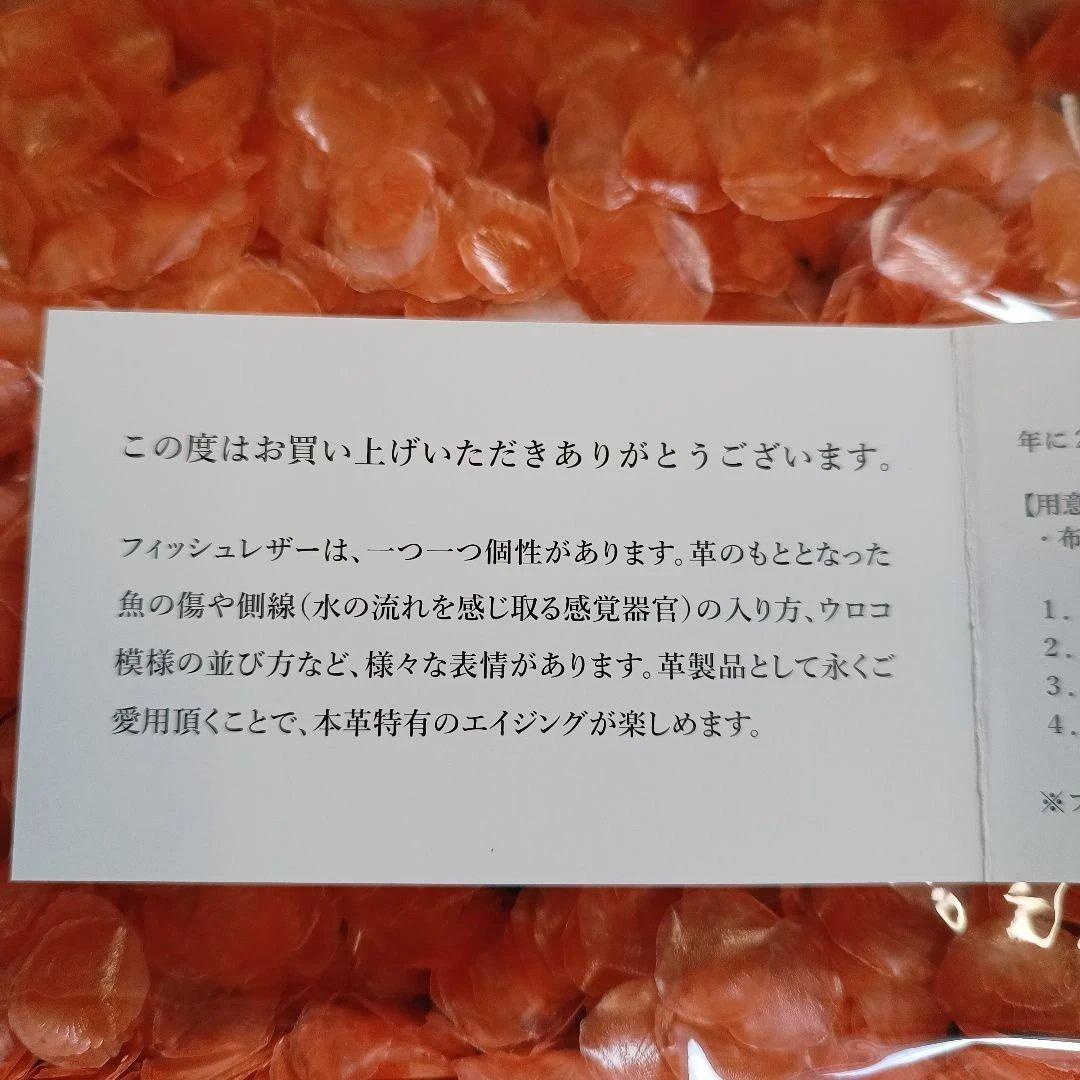 この度はお買い上げいただきありがとうございます。
フィッシュレザーは、一つ一つ個性があります。革のもととなった
魚の傷や側線（水の流れを感じ取る感覚器官）の入り方、ウロコ
模様の並び方など、様々な表情があります。革製品として永くご
愛用頂くことで、本革特有のエイジングが楽しめます。
年に2
【用意
・布
1.
2.
3.
4.
※フ